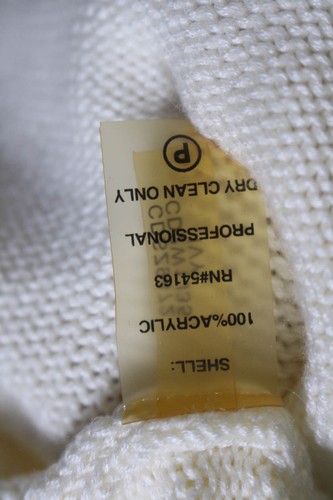 SHELL:
100%ACRYLIC
RN#54163
PROFESSIONAL
DRY CLEAN ONLY
P